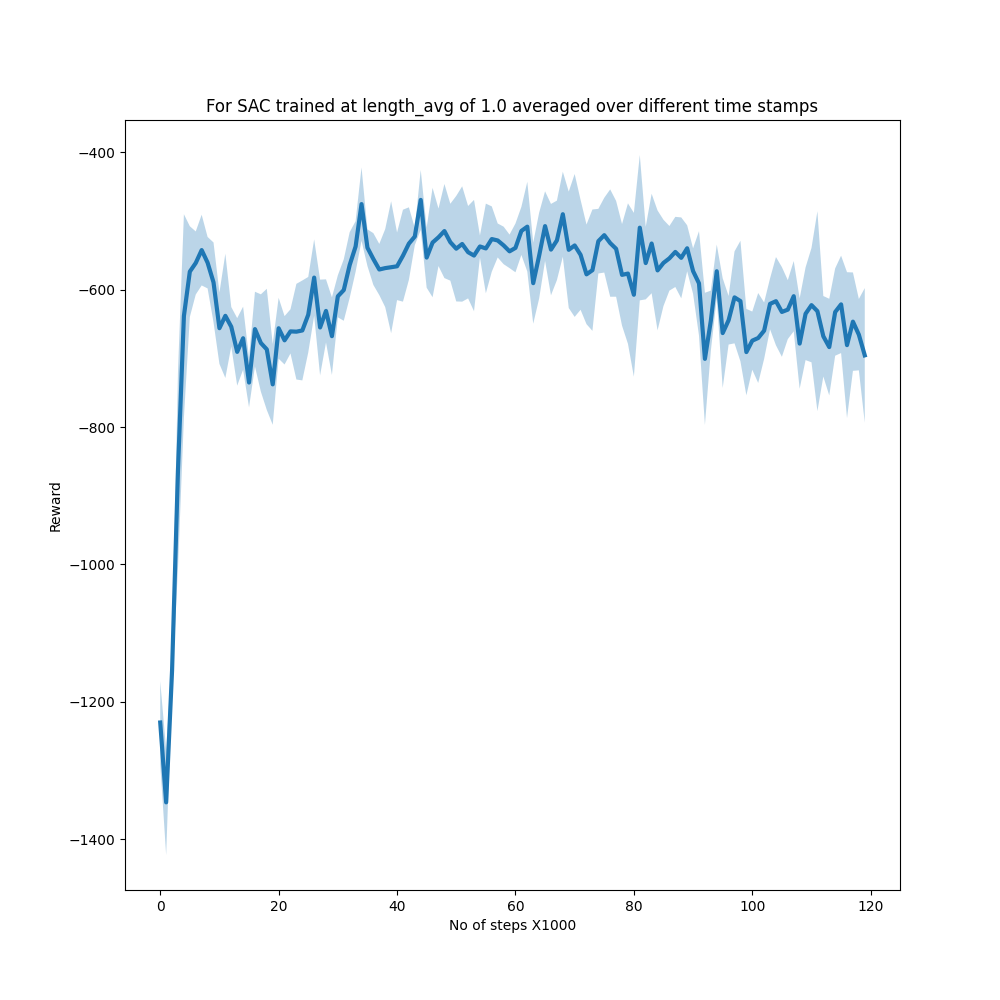 For SAC trained at length_avg of 1.0 averaged over different time stamps
−400
−600
−800
−1000
−1200
−1400
Reward
0 20 40 60 80 100 120
No of steps X1000